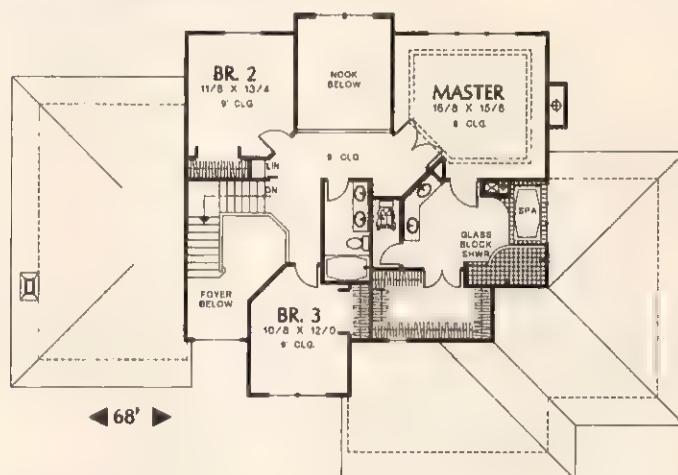 BR. 2
11/8 X 13/4
9' CLG.
NOOK
BELOW
MASTER
16/8 X 15/8
9' CLG.
LIN
DN
9' CLG.
SPA
GLASS
BLOCK
SHWR
FOYER
BELOW
BR. 3
10/8 X 12/0
9' CLG.
68'